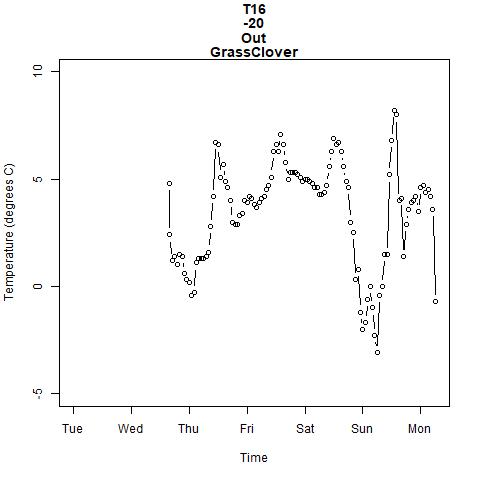 T16
-20
Out
GrassClover
Temperature (degrees C)
10
5
0
-5
Tue Wed Thu Fri Sat Sun Mon
Time